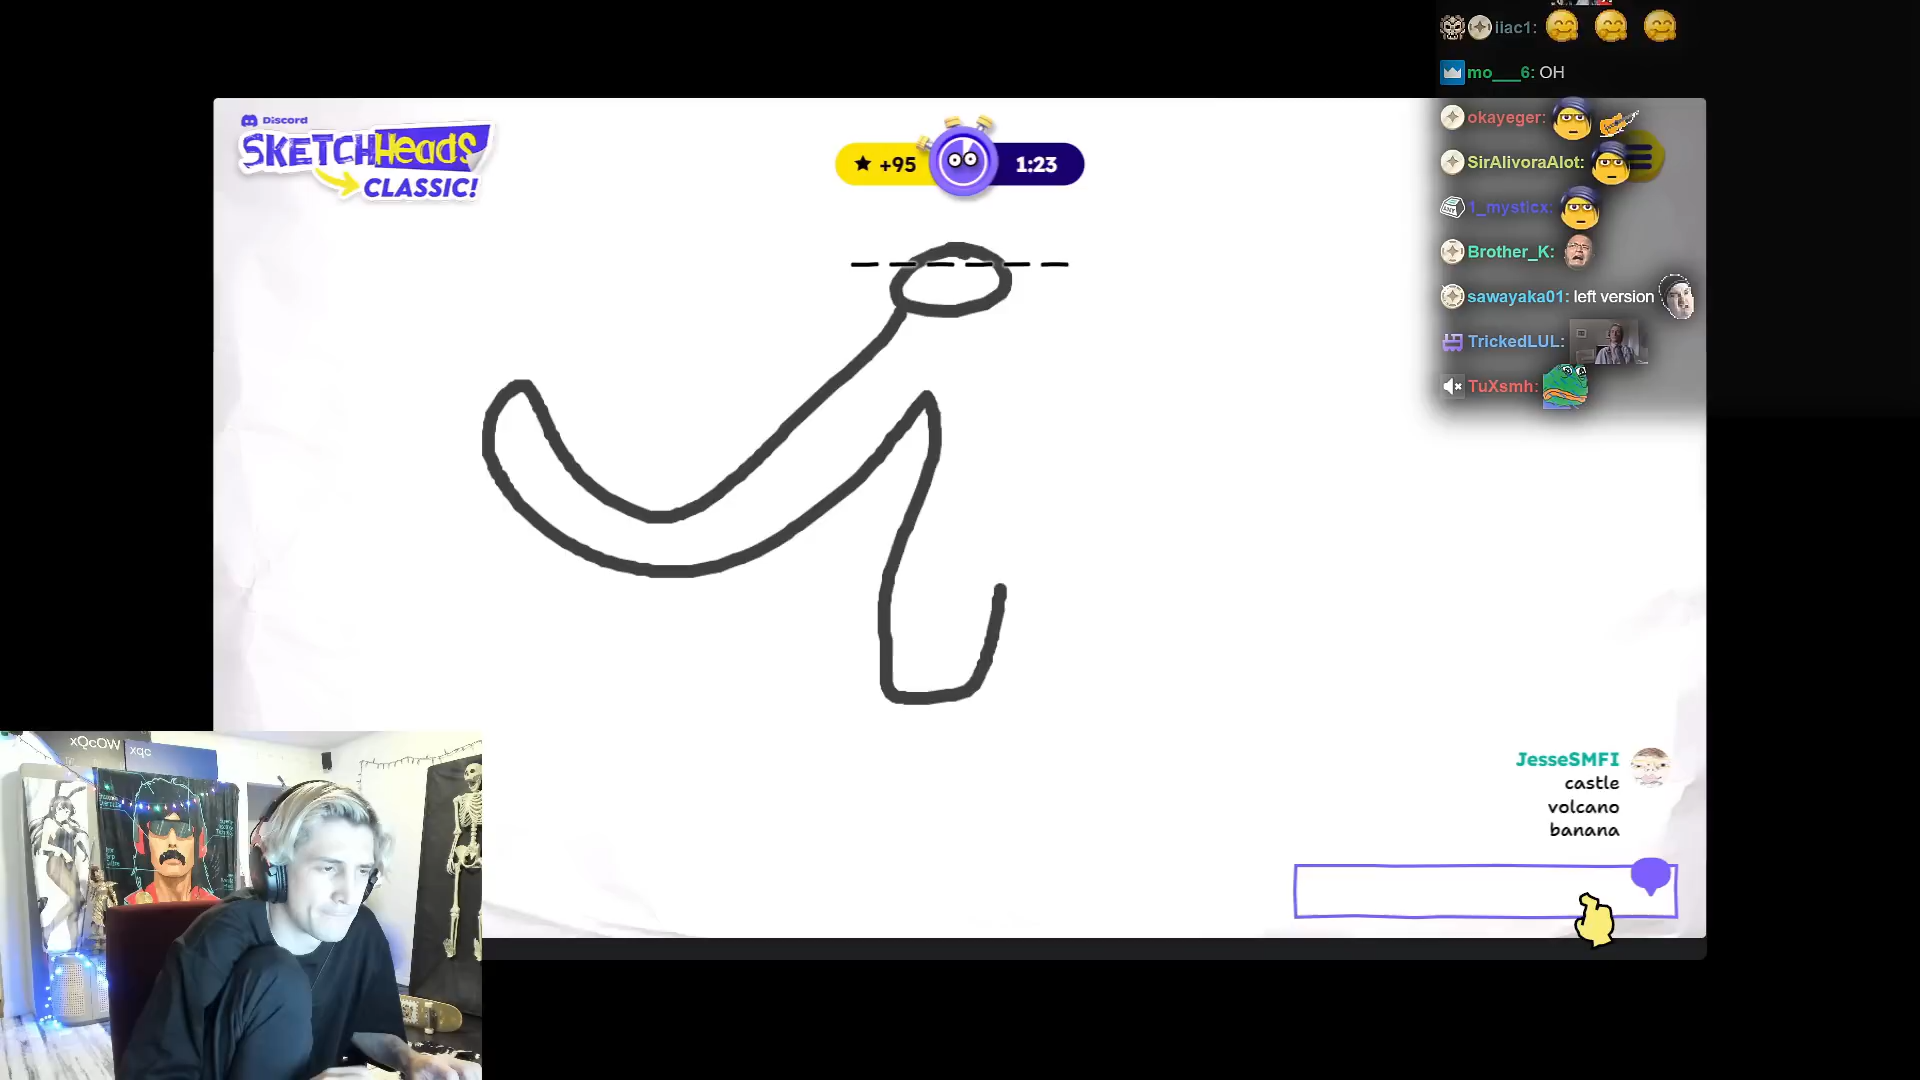 iiac1:
mo___6: OH
Discord
SKETCHHeads
CLASSIC!
+95
1:23
okayeger:
SirAlivoraAlot:
1_mysticx:
Brother_K:
sawayaka01: left version
TrickedLUL:
TuXsmh:
xQcOW
xqc
JesseSMFI
castle
volcano
banana